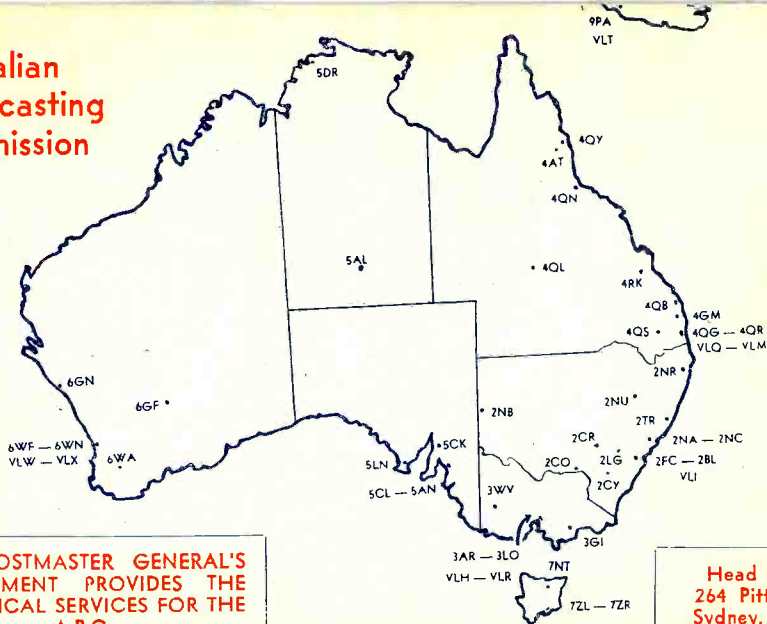 9PA
VLT
alian
casting
nission
5DR
4QY
4AT
4QN
5AL
4QL
4RK
4QB
4GM
4QS
4QG — 4QR
VLQ — VLM
2NR
6GN
6GF
2NB
2NU
2TR
6WF — 6WN
VLW — VLX
6WA
5CK
5LN
5CL — 5AN
2CR
2NA — 2NC
2CO
2LG
2FC — 2BL
2CY
VLI
3WV
3GI
3AR — 3LO
VLH — VLR
7NT
7ZL — 7ZR
OSTMASTER GENERAL'S
MENT PROVIDES THE
ICAL SERVICES FOR THE
A.B.C.
Head
264 Pitt
Sydney.